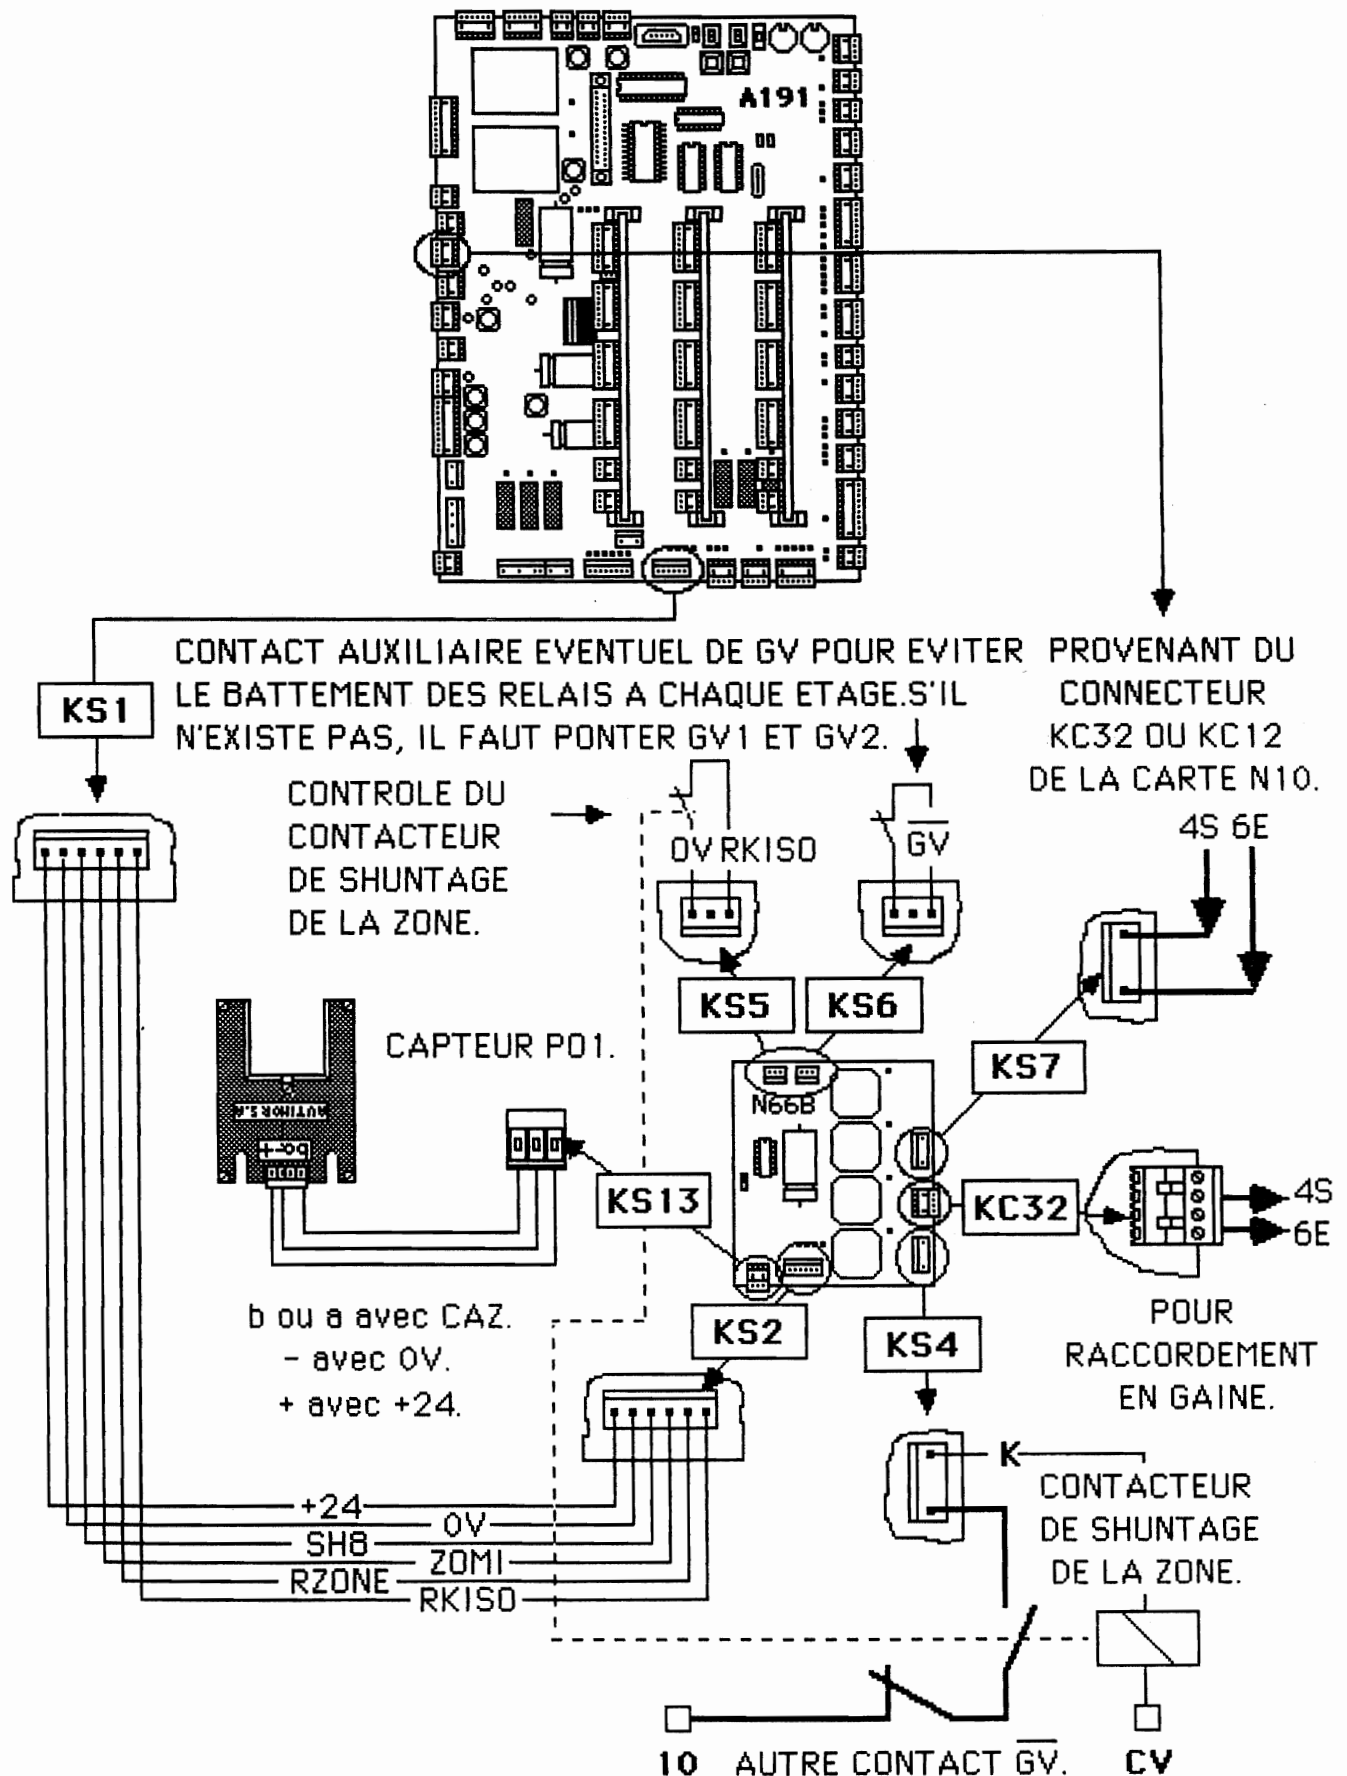 A191
CONTACT AUXILIAIRE EVENTUEL DE GV POUR EVITER
LE BATTEMENT DES RELAIS A CHAQUE ETAGE.S'IL
N'EXISTE PAS, IL FAUT PONTER GV1 ET GV2.
PROVENANT DU
CONNECTEUR
KC32 OU KC12
DE LA CARTE N10.
KS1
CONTROLE DU
CONTACTEUR
DE SHUNTAGE
DE LA ZONE.
0V RKISO
GV
4S 6E
KS5
KS6
CAPTEUR P01.
KS7
AUTINOR S.A
N66B
+ - a b
KS13
KC32
4S
6E
b ou a avec CAZ.
- avec 0V.
+ avec +24.
KS2
KS4
POUR
RACCORDEMENT
EN GAINE.
K
CONTACTEUR
DE SHUNTAGE
DE LA ZONE.
+24
0V
SH8
ZOMI
RZONE
RKISO
10 AUTRE CONTACT GV. CV